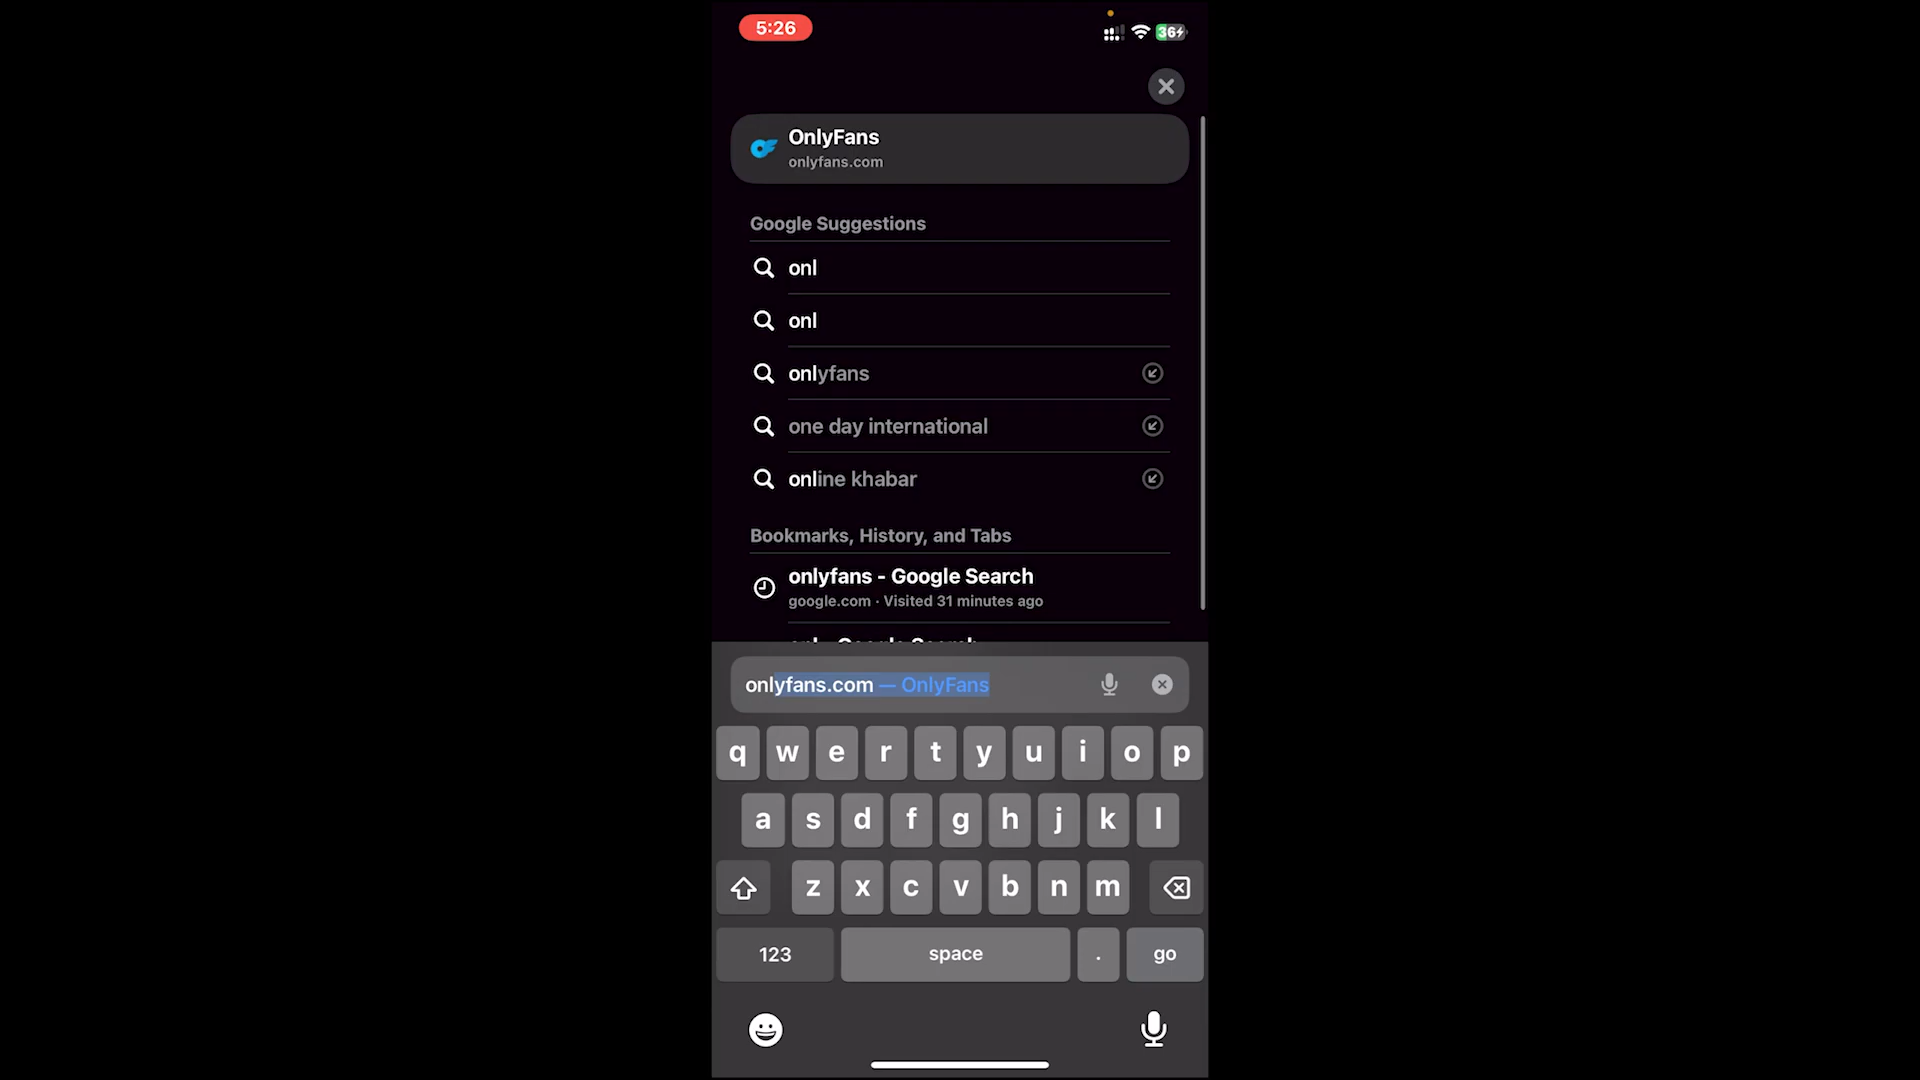 5:26
36
OnlyFans
onlyfans.com
Google Suggestions
onl
onl
onlyfans
one day international
online khabar
Bookmarks, History, and Tabs
onlyfans - Google Search
google.com · Visited 31 minutes ago
onlyfans.com — OnlyFans
q w e r t y u i o p
a s d f g h j k l
z x c v b n m
123 space . go